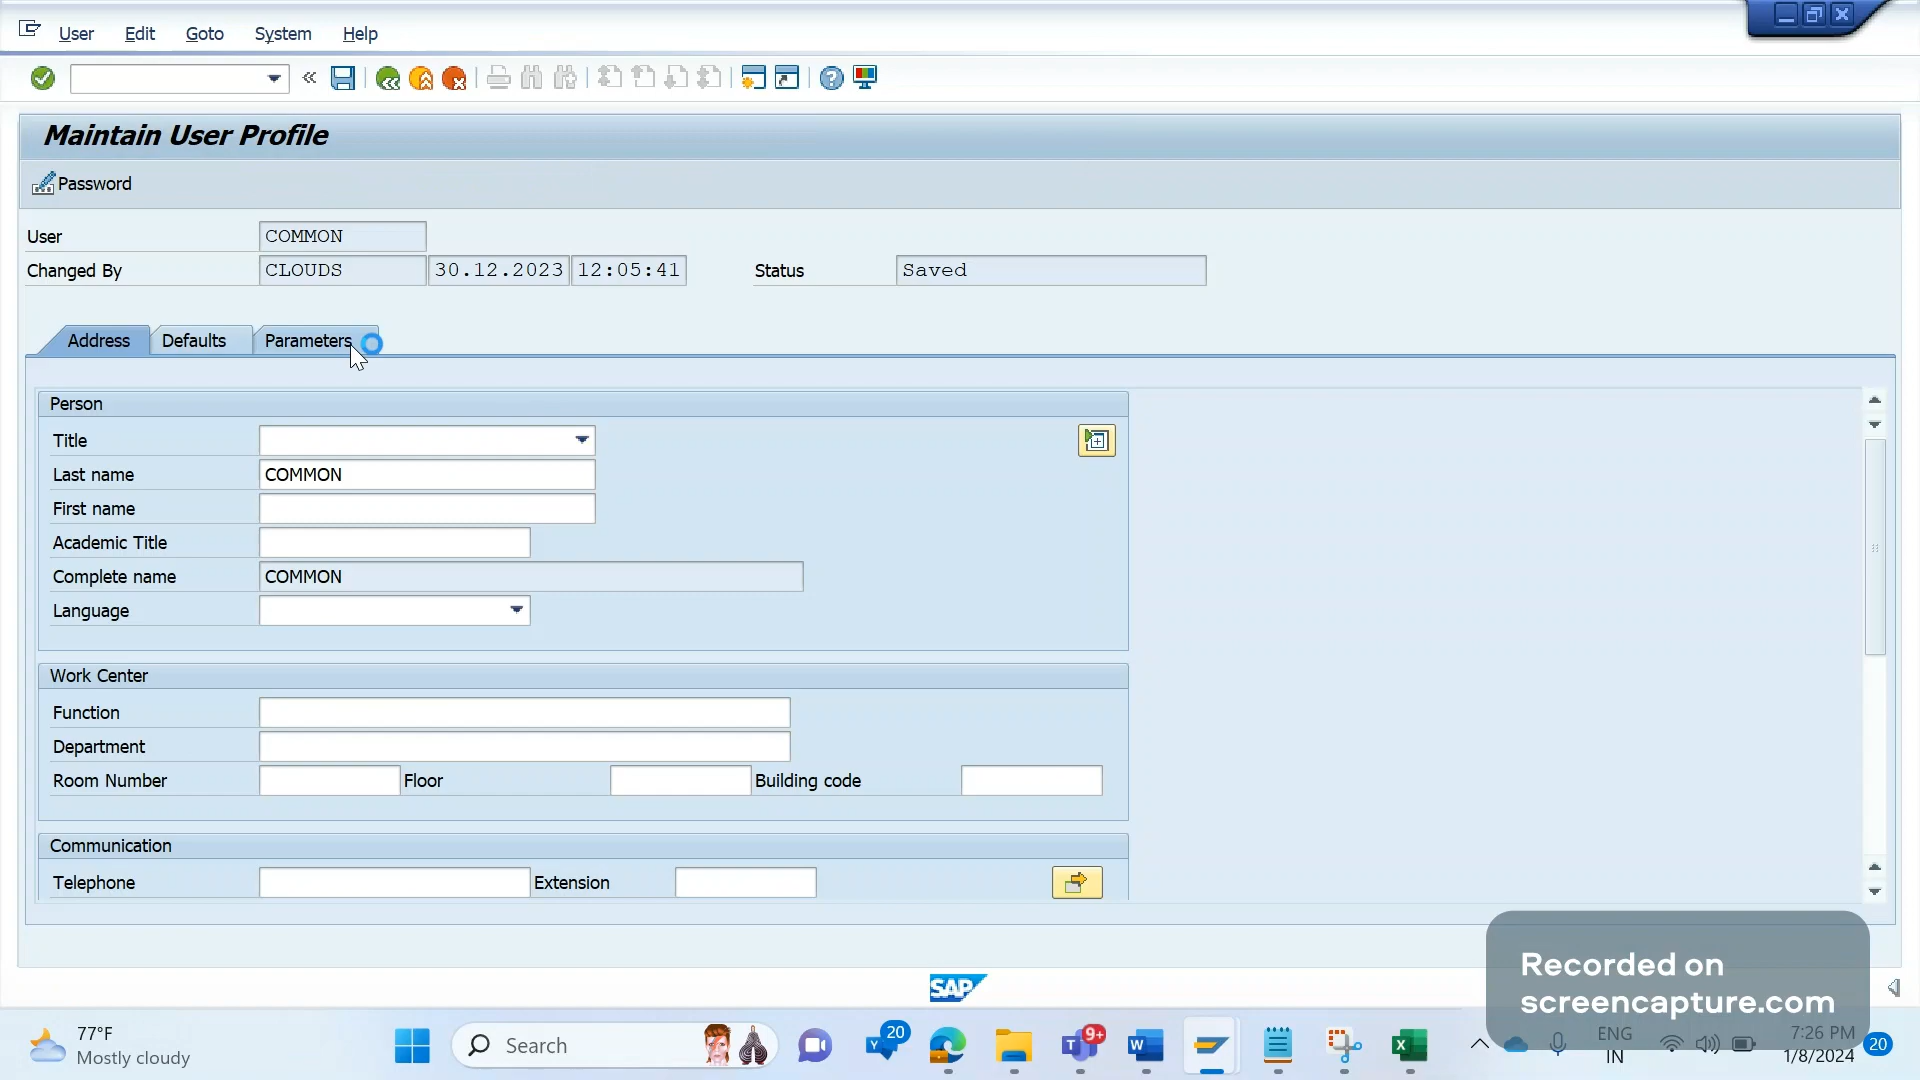 User Edit Goto System Help
Maintain User Profile
Password
User COMMON
Changed By CLOUDS 30.12.2023 12:05:41 Status Saved
Address Defaults Parameters
Person
Title
Last name COMMON
First name
Academic Title
Complete name COMMON
Language
Work Center
Function
Department
Room Number Floor Building code
Communication
Telephone Extension
Recorded on
screencapture.com
SAP
77°F
Mostly cloudy
Search
20
9+
ENG
IN
7:26 PM
1/8/2024
20